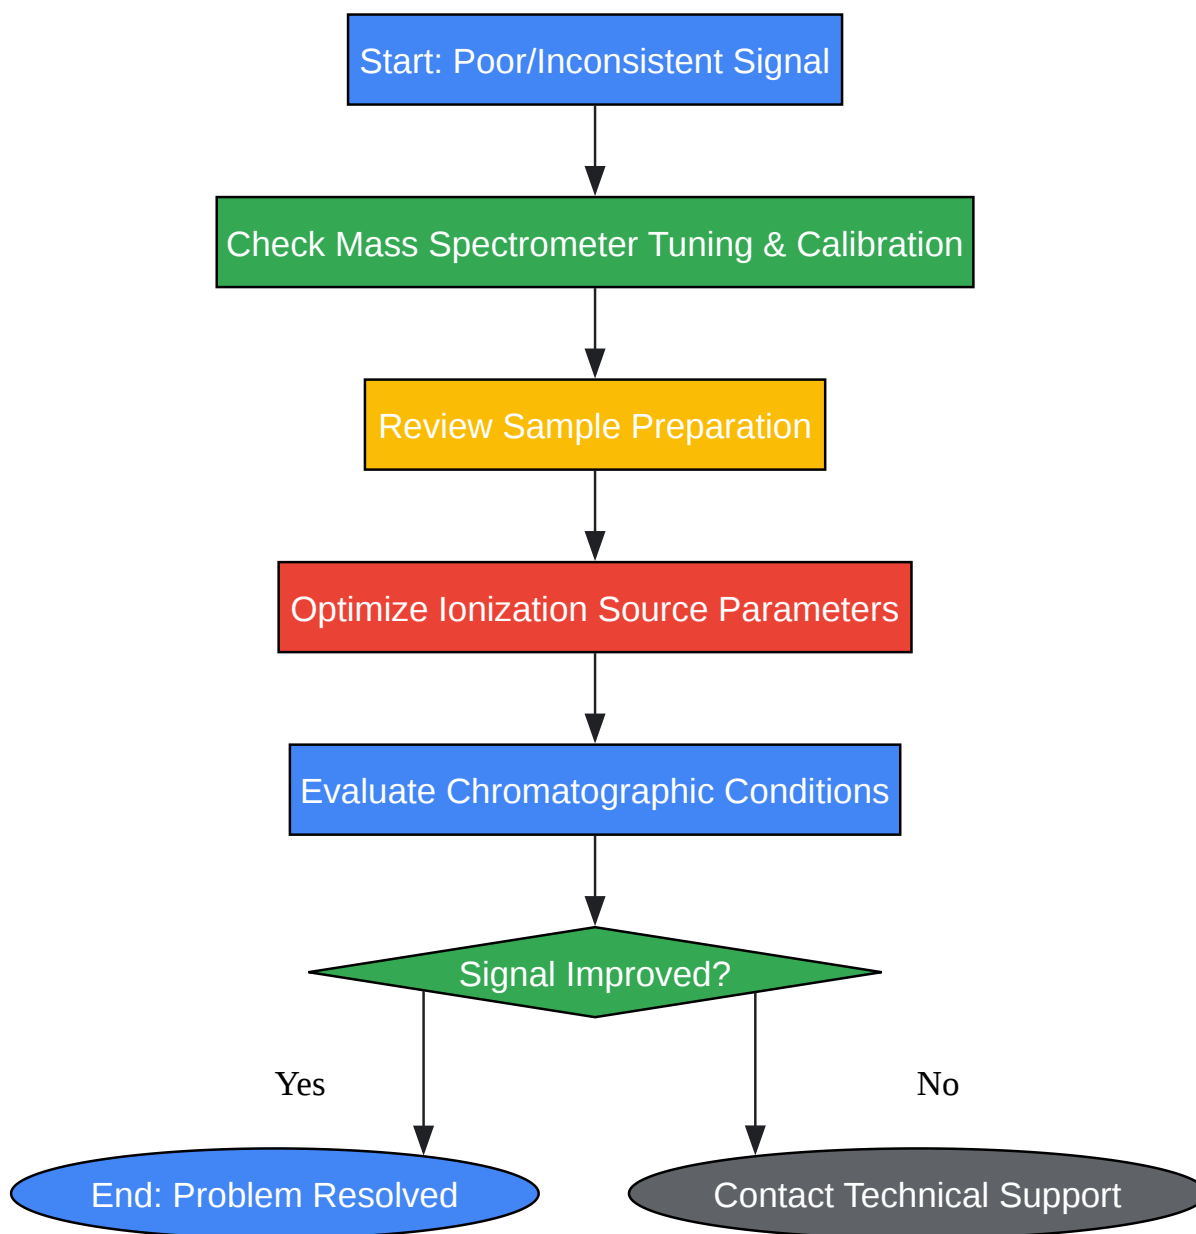 Start: Poor/Inconsistent Signal
Check Mass Spectrometer Tuning & Calibration
Review Sample Preparation
Optimize Ionization Source Parameters
Evaluate Chromatographic Conditions
Signal Improved?
Yes
No
End: Problem Resolved
Contact Technical Support